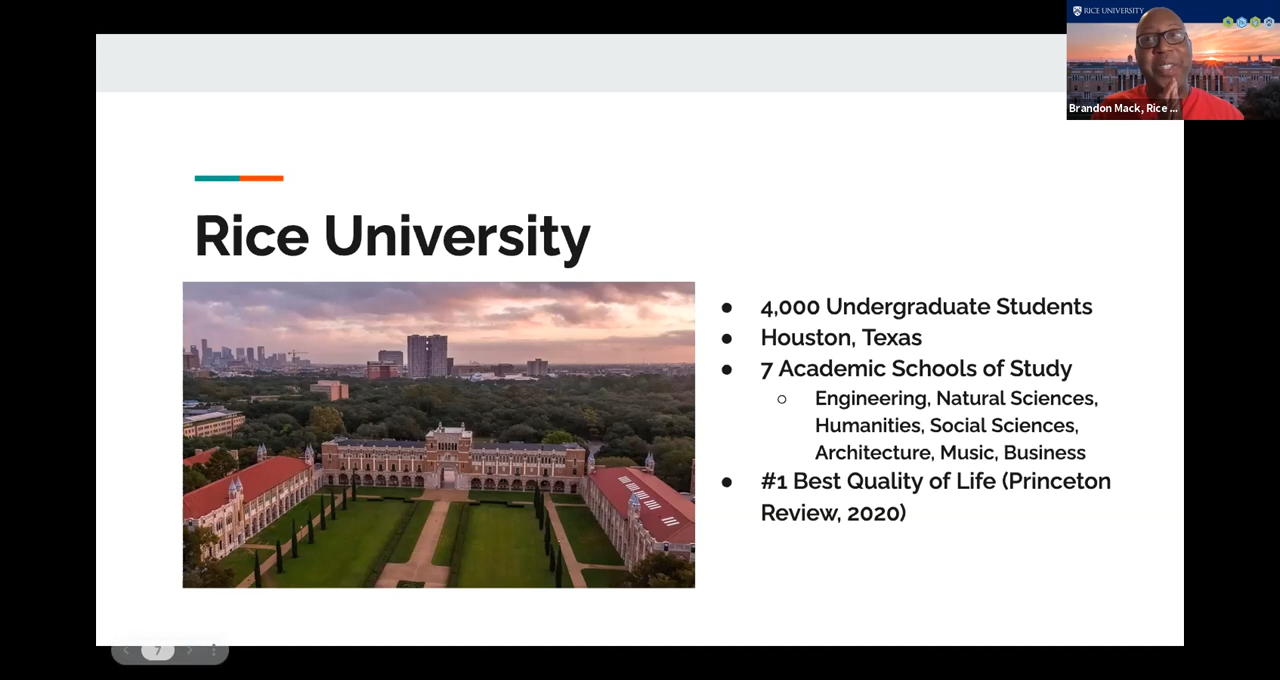 RICE UNIVERSITY
Brandon Mack, Rice ...
Rice University
4,000 Undergraduate Students
Houston, Texas
7 Academic Schools of Study
Engineering, Natural Sciences,
Humanities, Social Sciences,
Architecture, Music, Business
#1 Best Quality of Life (Princeton
Review, 2020)
7